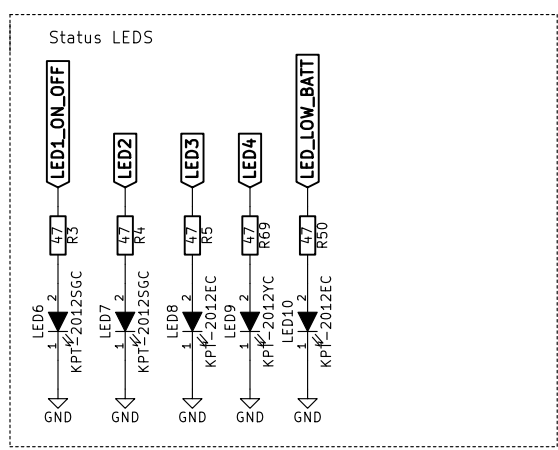 Status LEDS
LED1_ON_OFF
LED2
LED3
LED4
LED_LOW_BATT
47
R3
47
R4
47
R5
47
R69
47
R50
LED6
2
1
KPT-2012SGC
LED7
2
1
KPT-2012SGC
LED8
2
1
KPT-2012EC
LED9
2
1
KPT-2012YC
LED10
2
1
KPT-2012EC
GND
GND
GND
GND
GND